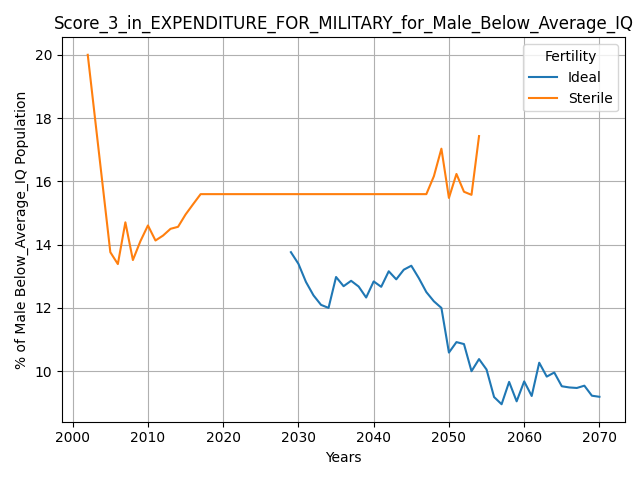 Score_3_in_EXPENDITURE_FOR_MILITARY_for_Male_Below_Average_IQ
Fertility
Ideal
Sterile
% of Male Below_Average_IQ Population
20
18
16
14
12
10
2000 2010 2020 2030 2040 2050 2060 2070
Years